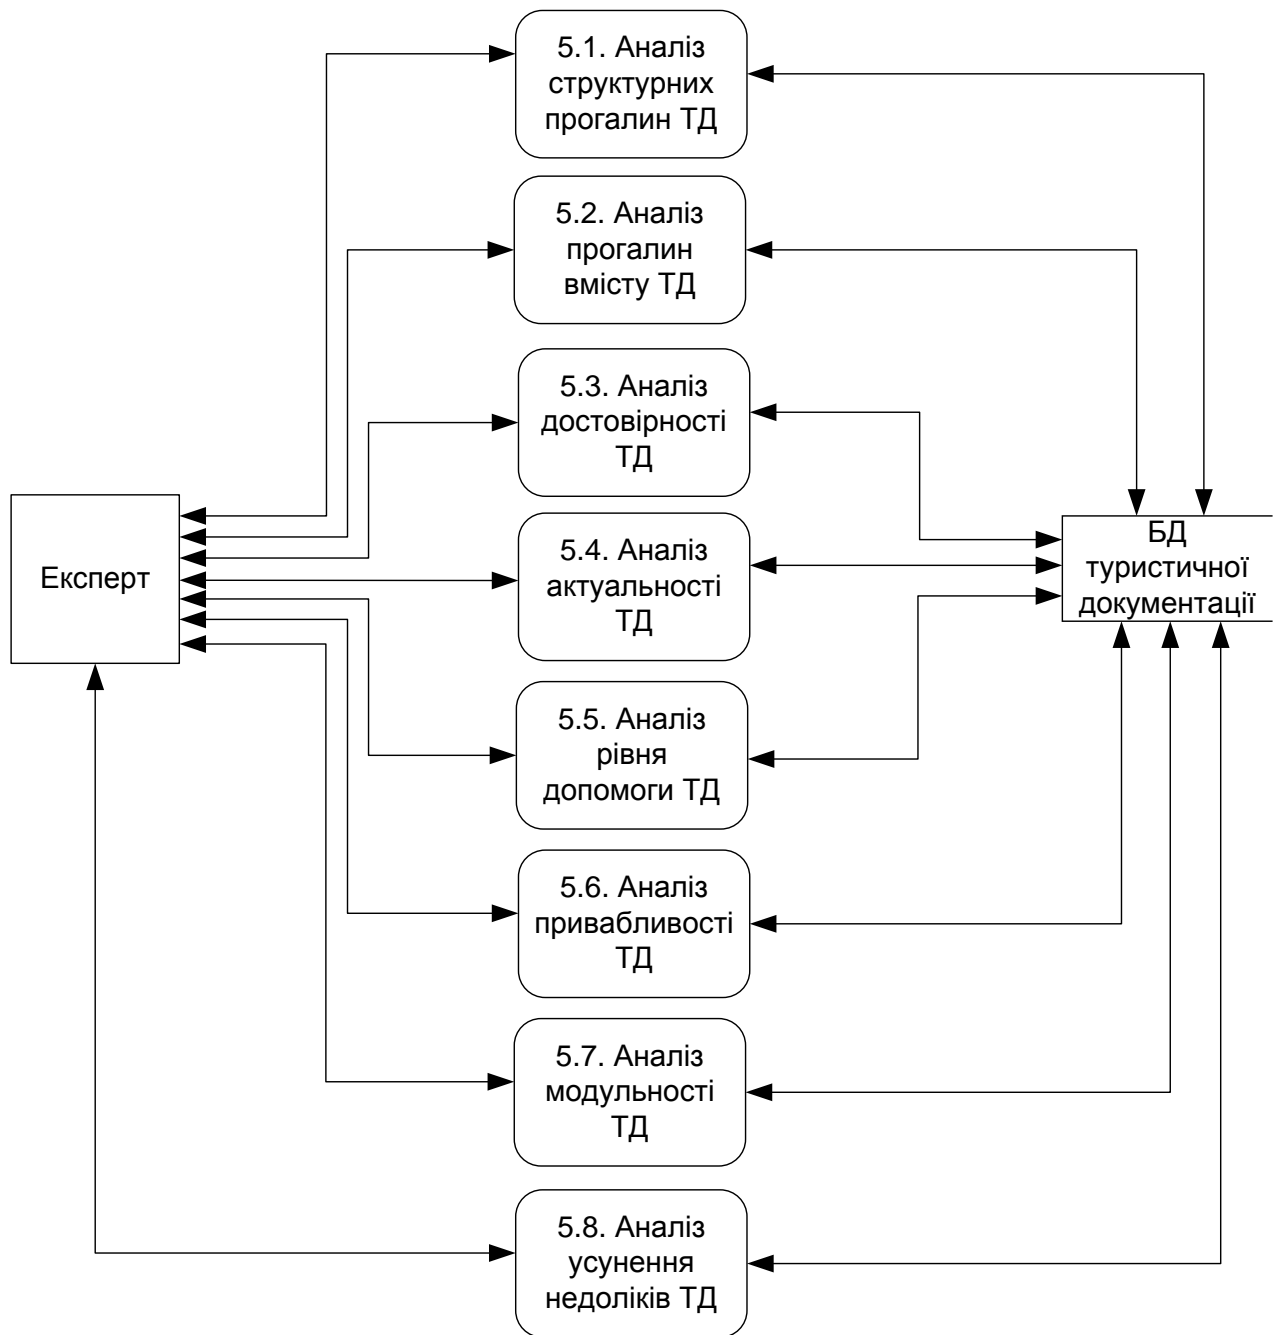 5.1. Аналіз
структурних
прогалин ТД
5.2. Аналіз
прогалин
вмісту ТД
5.3. Аналіз
достовірності
ТД
5.4. Аналіз
актуальності
ТД
5.5. Аналіз
рівня
допомоги ТД
5.6. Аналіз
привабливості
ТД
5.7. Аналіз
модульності
ТД
5.8. Аналіз
усунення
недоліків ТД
Експерт
БД
туристичної
документації